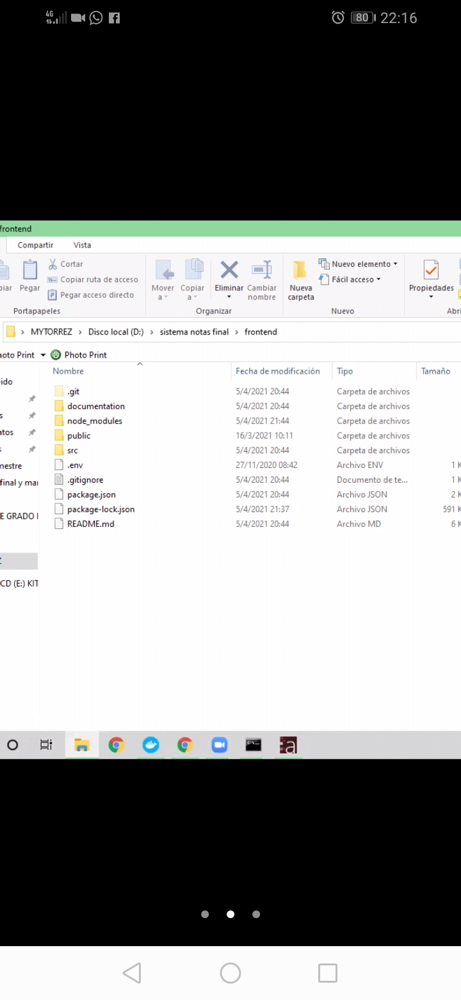 4G
80 22:16
frontend
Compartir Vista
Cortar
Copiar ruta de acceso
Pegar acceso directo
Pegar
Portapapeles
Mover a
Copiar a
Eliminar
Cambiar nombre
Organizar
Nueva carpeta
Nuevo elemento
Fácil acceso
Nuevo
Propiedades
Abri
MYTORREZ > Disco local (D:) > sistema notas final > frontend
oto Print Photo Print
Nombre Fecha de modificación Tipo Tamaño
.git 5/4/2021 20:44 Carpeta de archivos
documentation 5/4/2021 20:44 Carpeta de archivos
node_modules 5/4/2021 21:44 Carpeta de archivos
public 16/3/2021 10:11 Carpeta de archivos
src 5/4/2021 20:44 Carpeta de archivos
.env 27/11/2020 08:42 Archivo ENV 1 K
.gitignore 5/4/2021 20:44 Documento de te... 1 K
package.json 5/4/2021 20:44 Archivo JSON 2 K
package-lock.json 5/4/2021 21:37 Archivo JSON 591 K
README.md 5/4/2021 20:44 Archivo MD 6 K
ido
s
ntos
mestre
final y ma
E GRADO
CD (E:) KIT